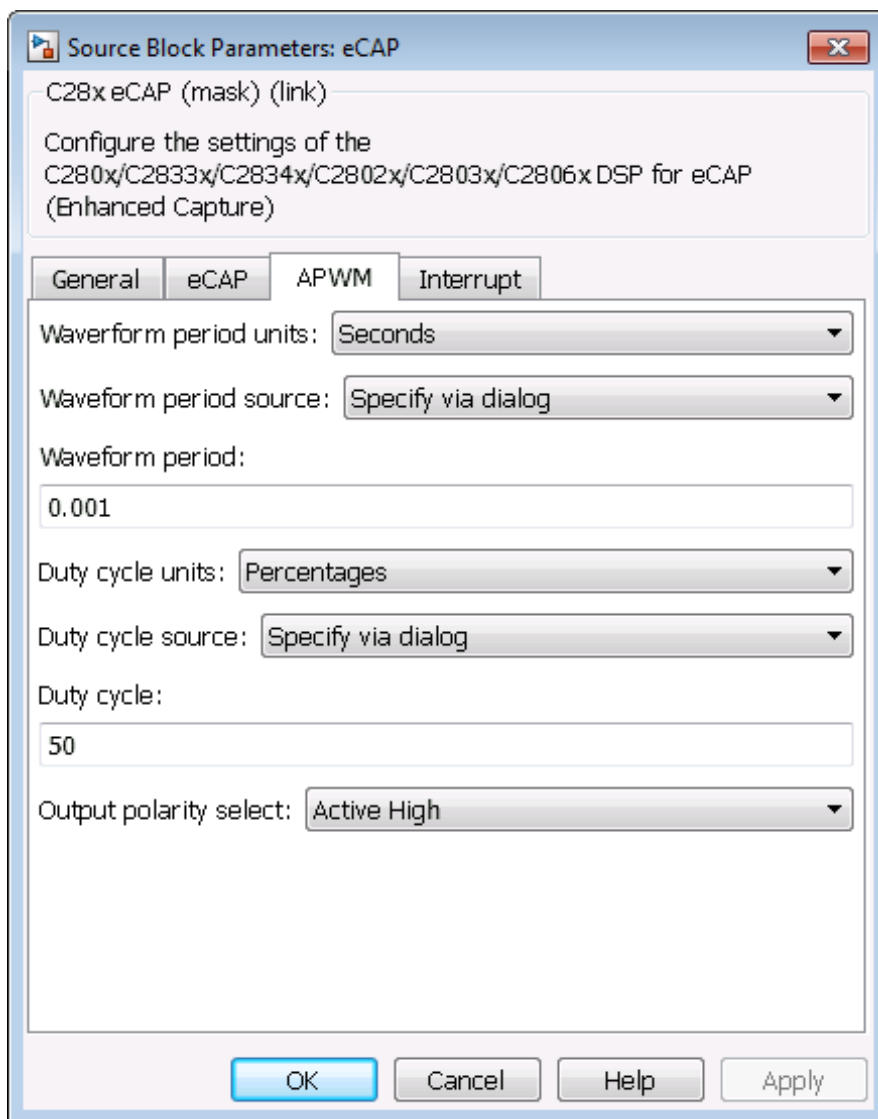 Source Block Parameters: eCAP
C28x eCAP (mask) (link)
Configure the settings of the
C280x/C2833x/C2834x/C2802x/C2803x/C2806x DSP for eCAP
(Enhanced Capture)
General eCAP APWM Interrupt
Waverform period units: Seconds
Waveform period source: Specify via dialog
Waveform period:
0.001
Duty cycle units: Percentages
Duty cycle source: Specify via dialog
Duty cycle:
50
Output polarity select: Active High
OK Cancel Help Apply